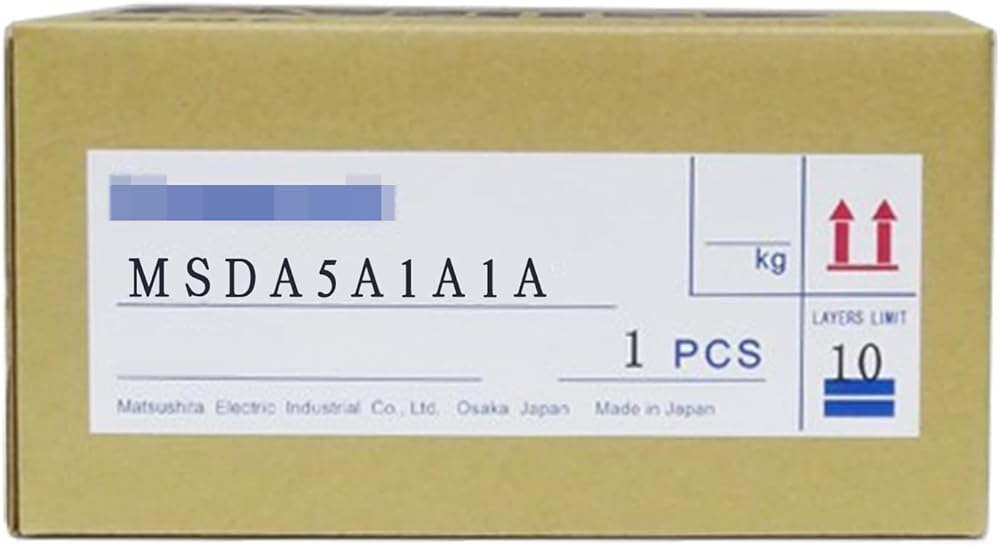 MSDA5A1A1A
kg
LAYERS LIMIT
10
1 PCS
Matsushita Electric Industrial Co., Ltd. Osaka Japan Made in Japan